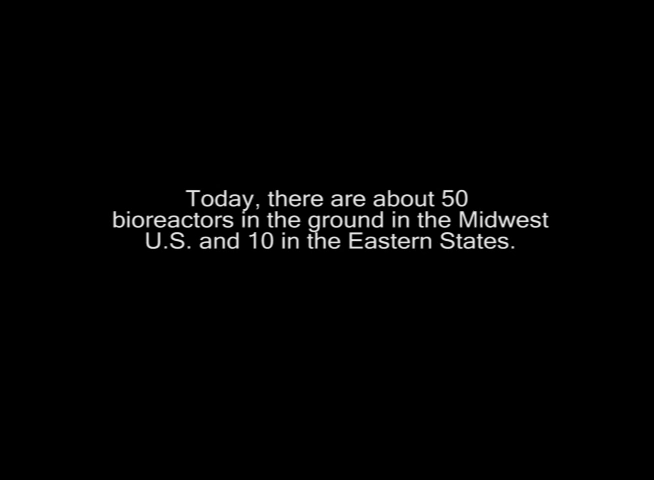 Today, there are about 50
bioreactors in the ground in the Midwest
U.S. and 10 in the Eastern States.